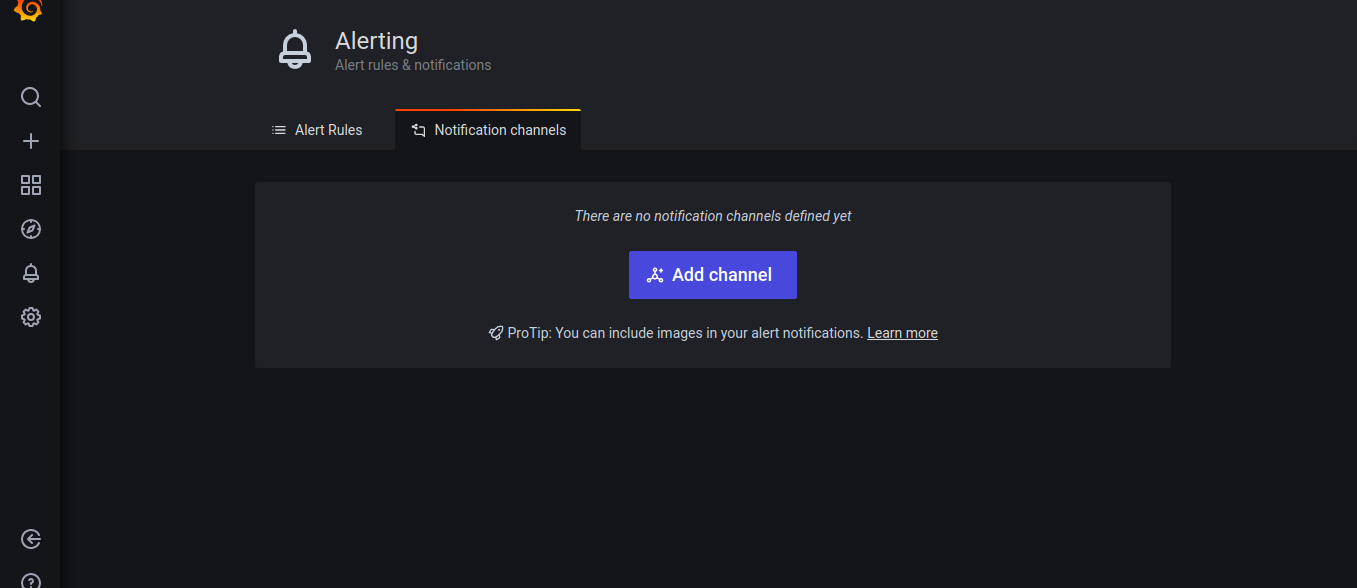 Alerting
Alert rules & notifications
Alert Rules
Notification channels
There are no notification channels defined yet
Add channel
ProTip: You can include images in your alert notifications. Learn more